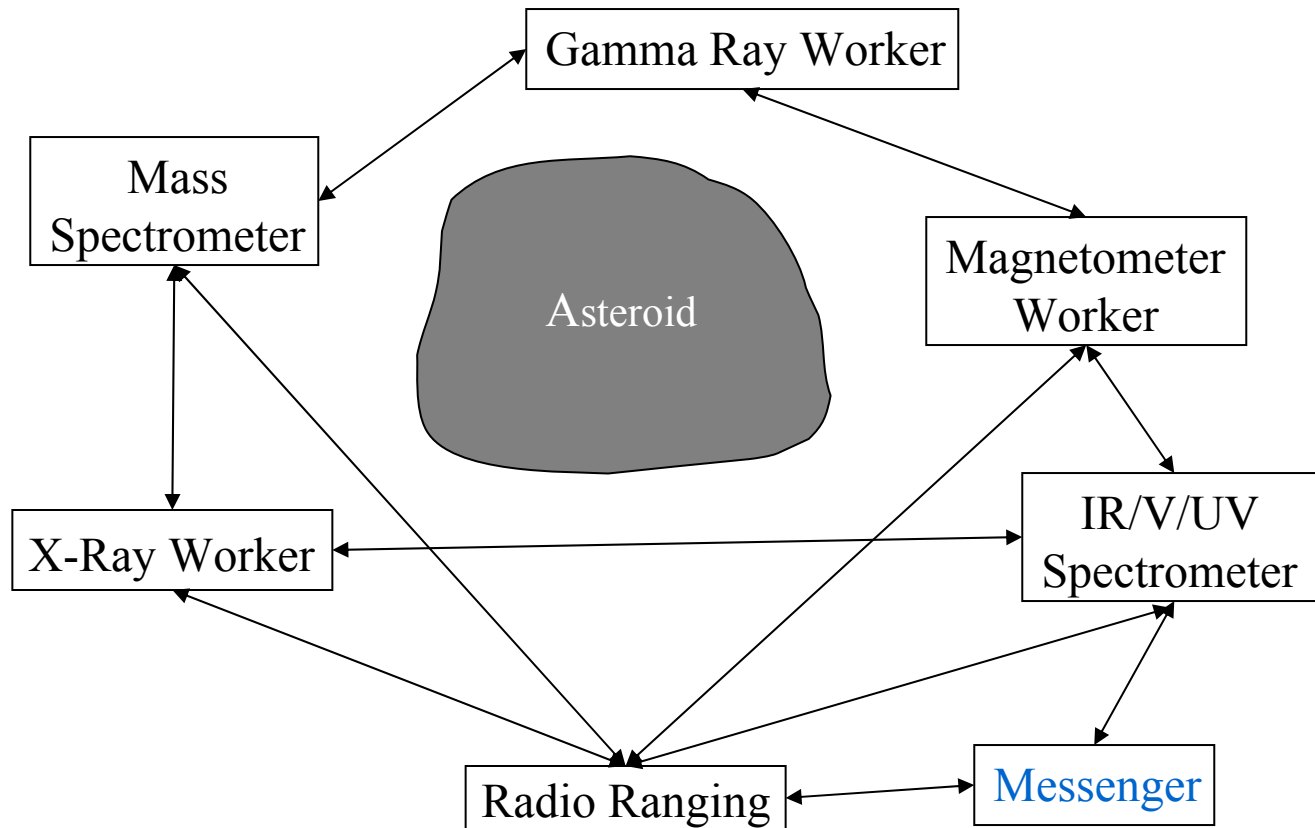 Gamma Ray Worker
Mass
Spectrometer
Magnetometer
Worker
Asteroid
IR/V/UV
Spectrometer
X-Ray Worker
Radio Ranging
Messenger